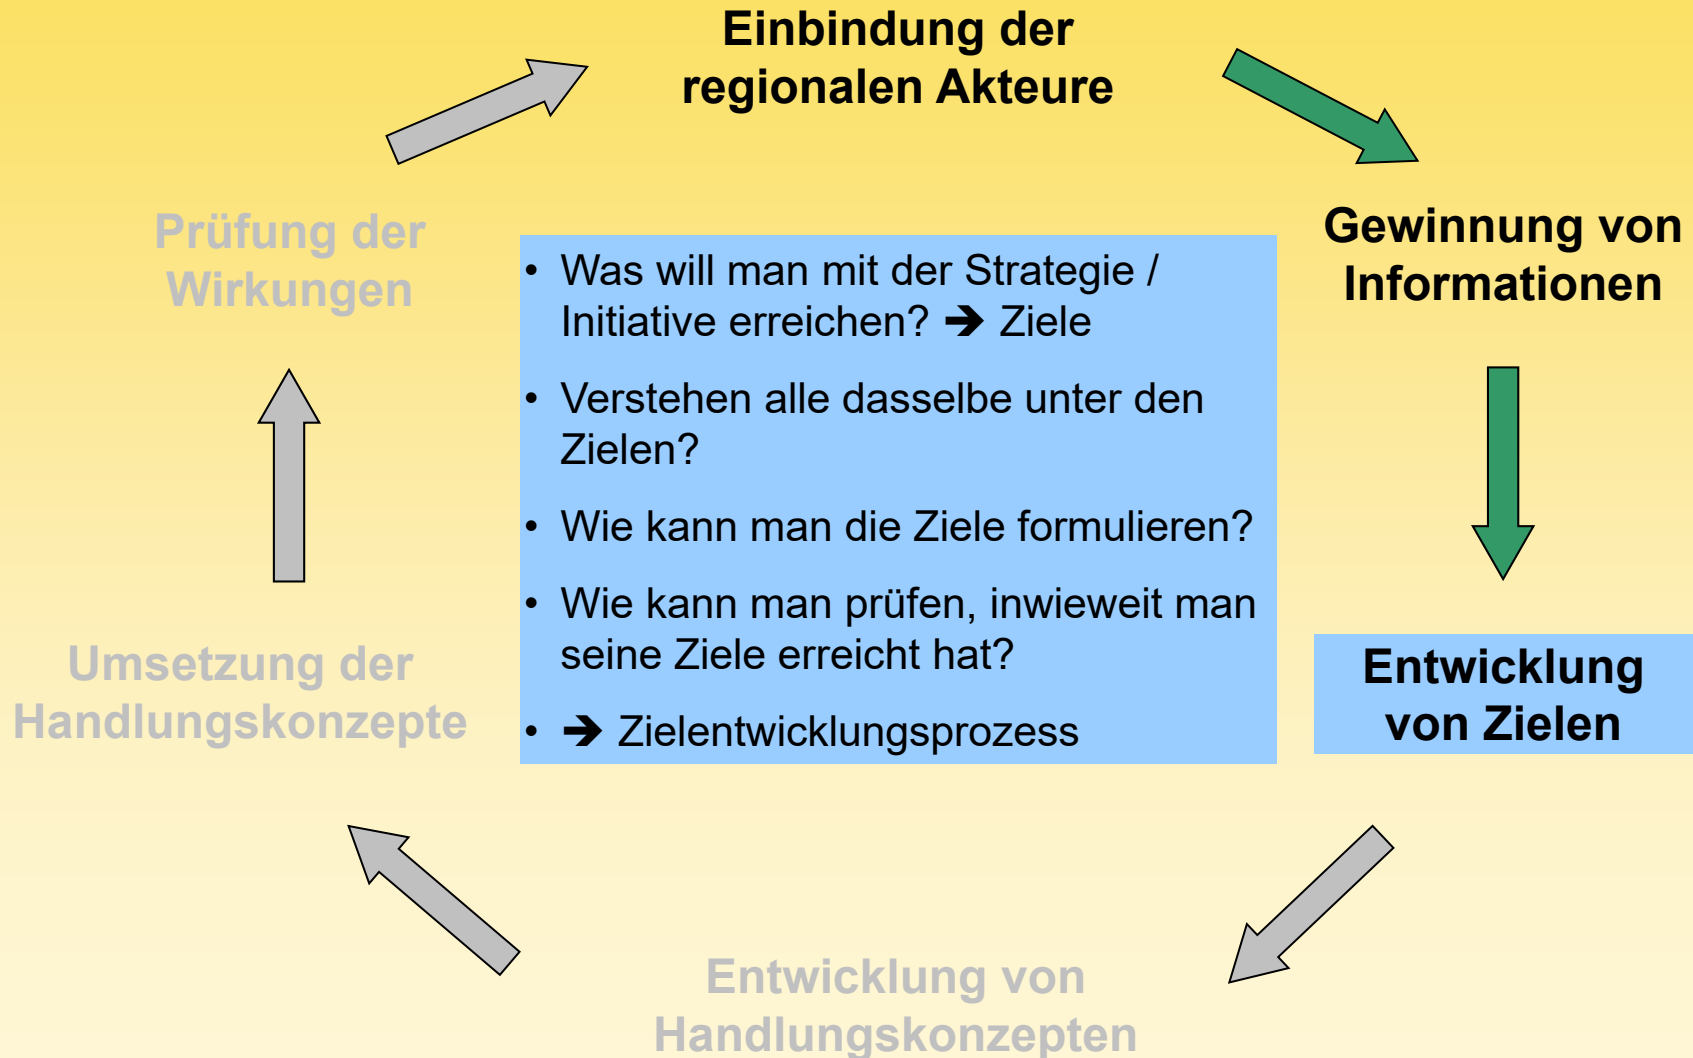 Einbindung der
regionalen Akteure
Gewinnung von
Informationen
Prüfung der
Wirkungen
• Was will man mit der Strategie /
Initiative erreichen? ➔ Ziele
• Verstehen alle dasselbe unter den
Zielen?
• Wie kann man die Ziele formulieren?
• Wie kann man prüfen, inwieweit man
seine Ziele erreicht hat?
• ➔ Zielentwicklungsprozess
Entwicklung
von Zielen
Umsetzung der
Handlungskonzepte
Entwicklung von
Handlungskonzepten